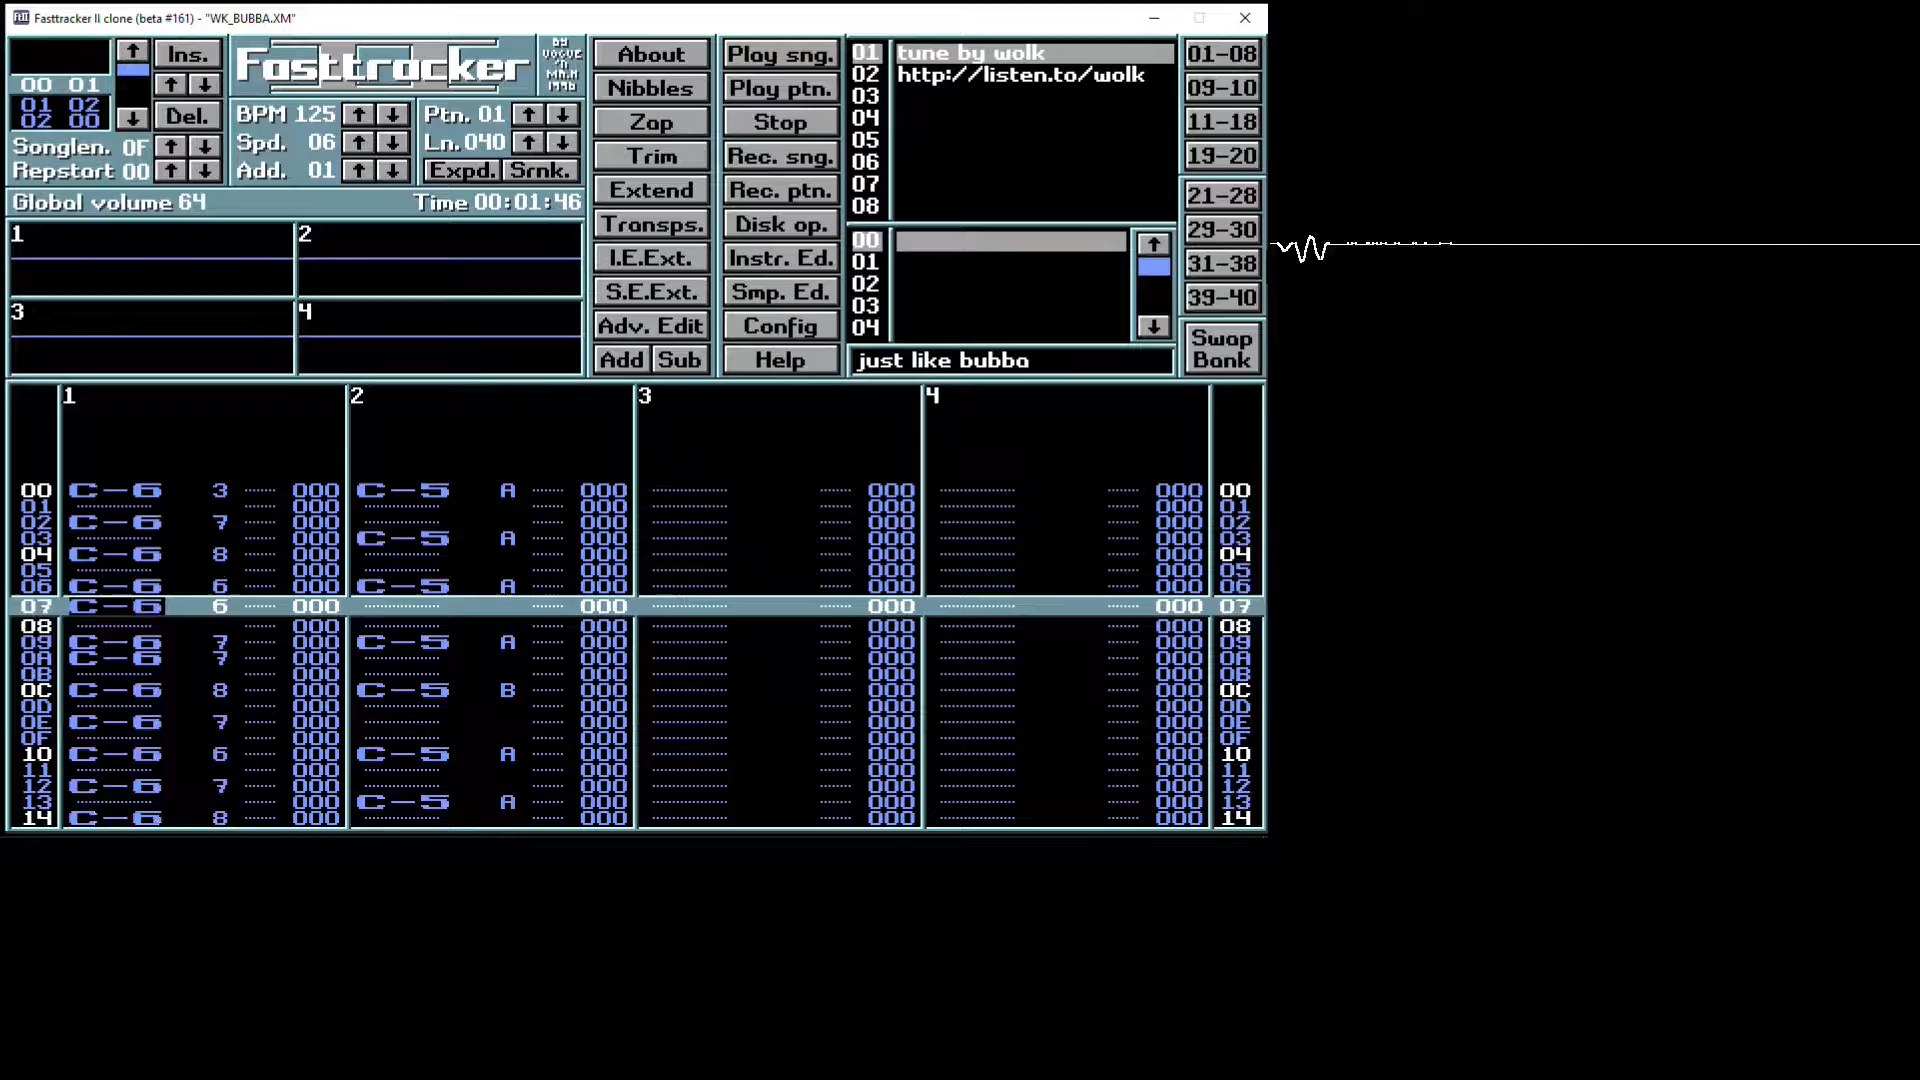 Fasttracker II clone (beta #161) - "WK_BUBBA.XM"
00 01
01 02
02 00
Ins.
Del.
Songlen. 0F
Repstart 00
Fasttracker
by
VOGUE
'n
Mr.H
BPM 125
Spd. 06
Add. 01
Ptn. 01
Ln. 040
Expd. Srnk.
Global volume 64
Time 00:01:46
1
2
3
4
About
Nibbles
Zap
Trim
Extend
Transps.
I.E.Ext.
S.E.Ext.
Adv. Edit
Add Sub
Play sng.
Play ptn.
Stop
Rec. sng.
Rec. ptn.
Disk op.
Instr. Ed.
Smp. Ed.
Config
Help
01 tune by wolk
02 http://listen.to/wolk
03
04
05
06
07
08
00
01
02
03
04
just like bubba
01-08
09-10
11-18
19-20
21-28
29-30
31-38
39-40
Swap
Bank
1 2 3 4
00 C-6 3 000 C-5 A 000 000 000 00
01 000 000 000 000 01
02 C-6 7 000 000 000 000 02
03 000 C-5 A 000 000 000 03
04 C-6 8 000 000 000 000 04
05 000 000 000 000 05
06 C-6 6 000 C-5 A 000 000 000 06
07 C-6 6 000 000 000 000 07
08 000 000 000 000 08
09 C-6 7 000 C-5 A 000 000 000 09
0A C-6 7 000 000 000 000 0A
0B 000 000 000 000 0B
0C C-6 8 000 C-5 B 000 000 000 0C
0D 000 000 000 000 0D
0E C-6 7 000 000 000 000 0E
0F 000 000 000 000 0F
10 C-6 6 000 C-5 A 000 000 000 10
11 000 000 000 000 11
12 C-6 7 000 000 000 000 12
13 000 C-5 A 000 000 000 13
14 C-6 8 000 000 000 000 14